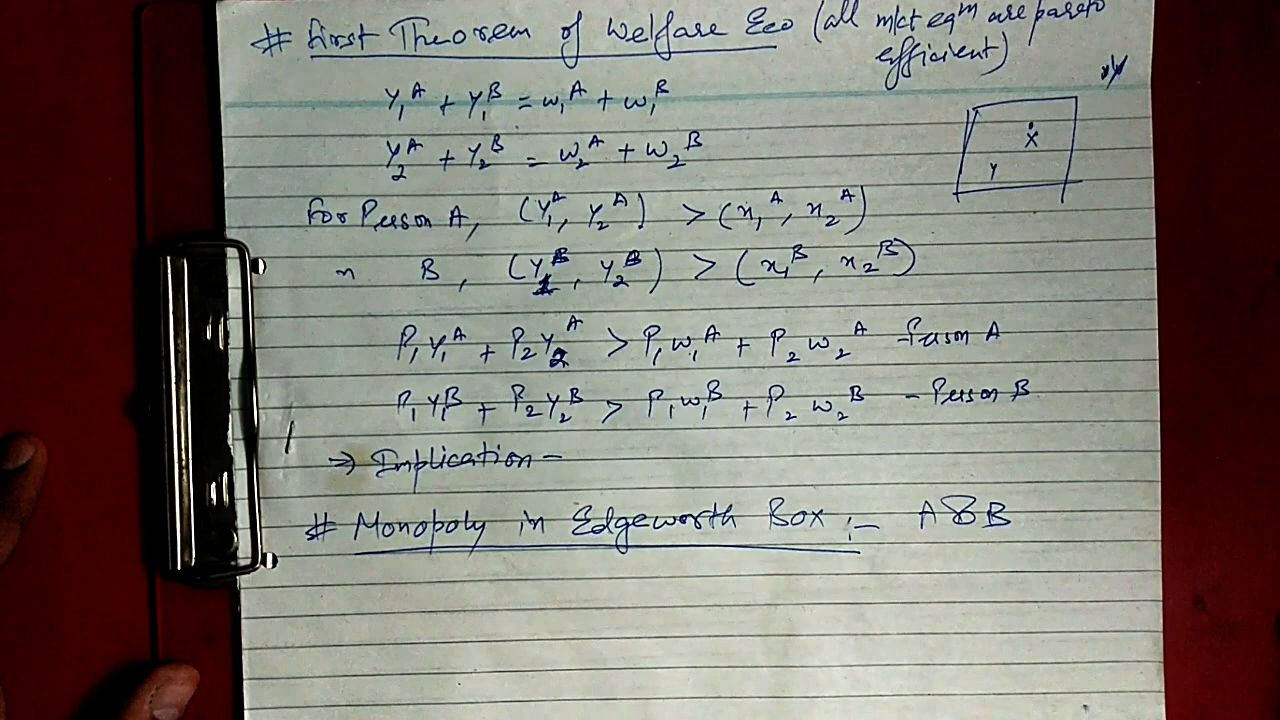 # first Theorem of Welfare Eco (all mkt eqm are pareto
efficient)
Y₁ᴬ + Y₁ᴮ = w₁ᴬ + w₁ᴮ
Y₂ᴬ + Y₂ᴮ = w₂ᴬ + w₂ᴮ
X
Y
For Person A, (Y₁ᴬ, Y₂ᴬ) > (x₁ᴬ, x₂ᴬ)
n B, (Y₁ᴮ, Y₂ᴮ) > (x₁ᴮ, x₂ᴮ)
P₁Y₁ᴬ + P₂Y₂ᴬ > P₁w₁ᴬ + P₂w₂ᴬ - Person A
P₁Y₁ᴮ + P₂Y₂ᴮ > P₁w₁ᴮ + P₂w₂ᴮ - Person B
⇒ Implication -
# Monopoly in Edgeworth Box :- A & B